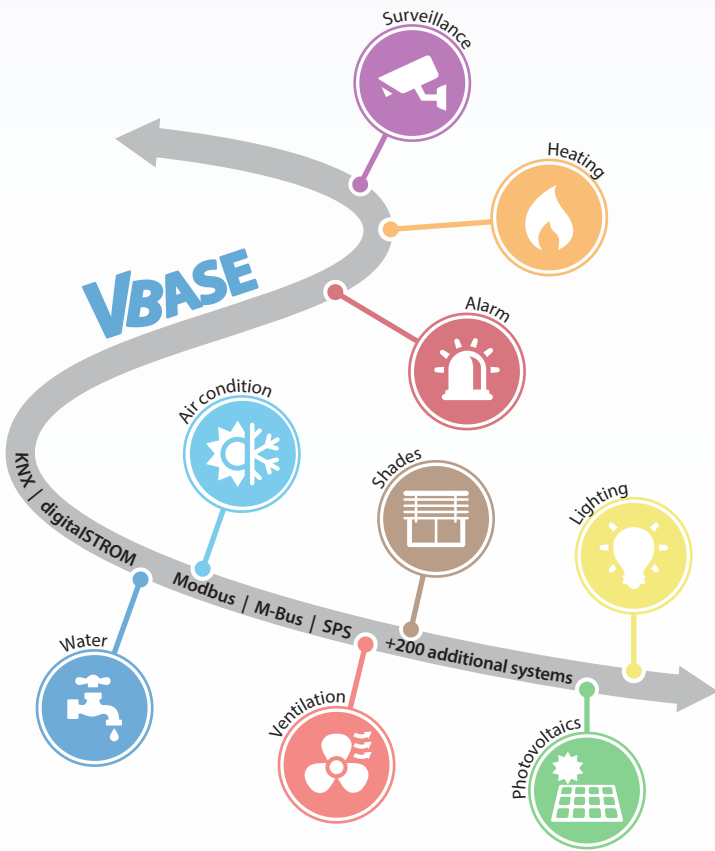 Surveillance
Heating
VBASE
Alarm
Air condition
Shades
KNX | digitalSTROM
Lighting
Modbus | M-Bus | SPS
+200 additional systems
Water
Ventilation
Photovoltaics